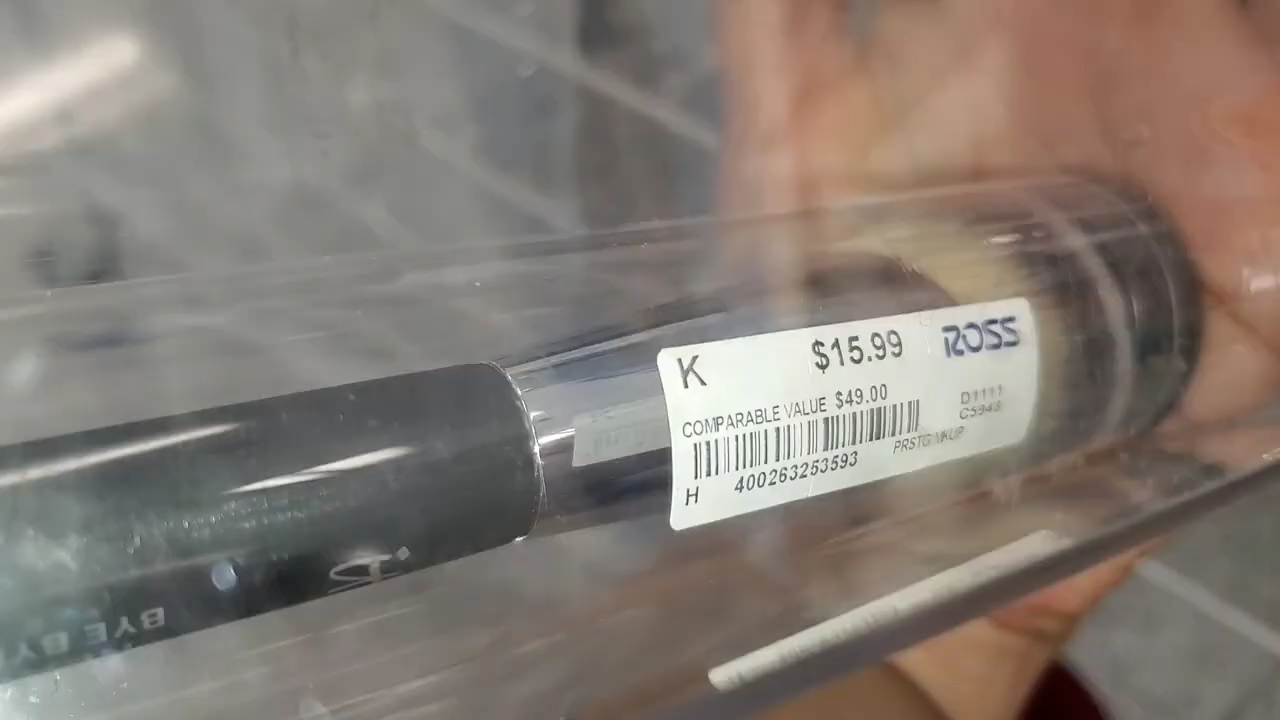 K $15.99 ROSS
COMPARABLE VALUE $49.00
D1111
C5948
PRSTG MKUP
H 400263253593
BYE BY